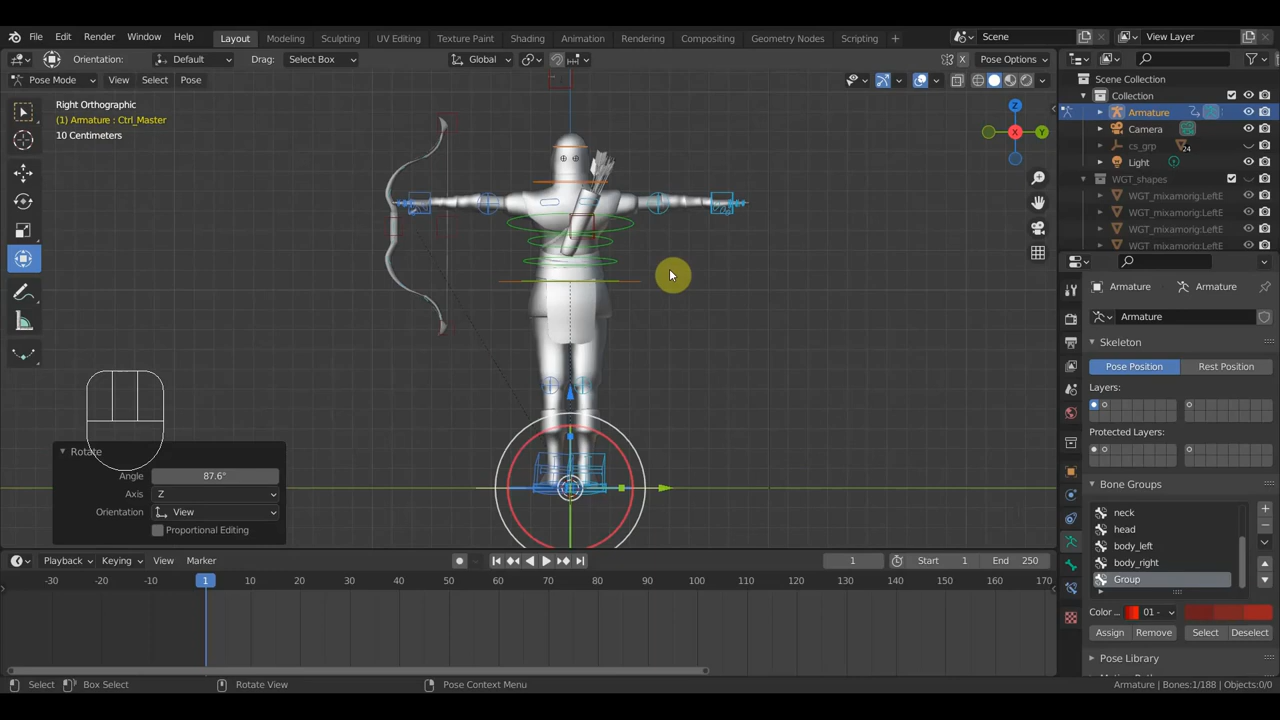 File Edit Render Window Help Layout Modeling Sculpting UV Editing Texture Paint Shading Animation Rendering Compositing Geometry Nodes Scripting + Scene View Layer
Orientation: Default Drag: Select Box Global Pose Options
Pose Mode View Select Pose
Right Orthographic
(1) Armature : Ctrl_Master
10 Centimeters
X
Y
Z
Scene Collection
Collection
Armature
Camera
cs_grp 24
Light
WGT_shapes
WGT_mixamorig:LeftE
WGT_mixamorig:LeftE
WGT_mixamorig:LeftE
WGT_mixamorig:LeftE
Armature Armature
Armature
Skeleton
Pose Position Rest Position
Layers:
Protected Layers:
Bone Groups
neck
head
body_left
body_right
Group
Color ... 01 -
Assign Remove Select Deselect
Pose Library
Rotate
Angle 87.6°
Axis Z
Orientation View
Proportional Editing
Playback Keying View Marker 1 Start 1 End 250
-30 -20 -10 1 10 20 30 40 50 60 70 80 90 100 110 120 130 140 150 160 170
Select Box Select Rotate View Pose Context Menu Armature | Bones:1/188 | Objects:0/0